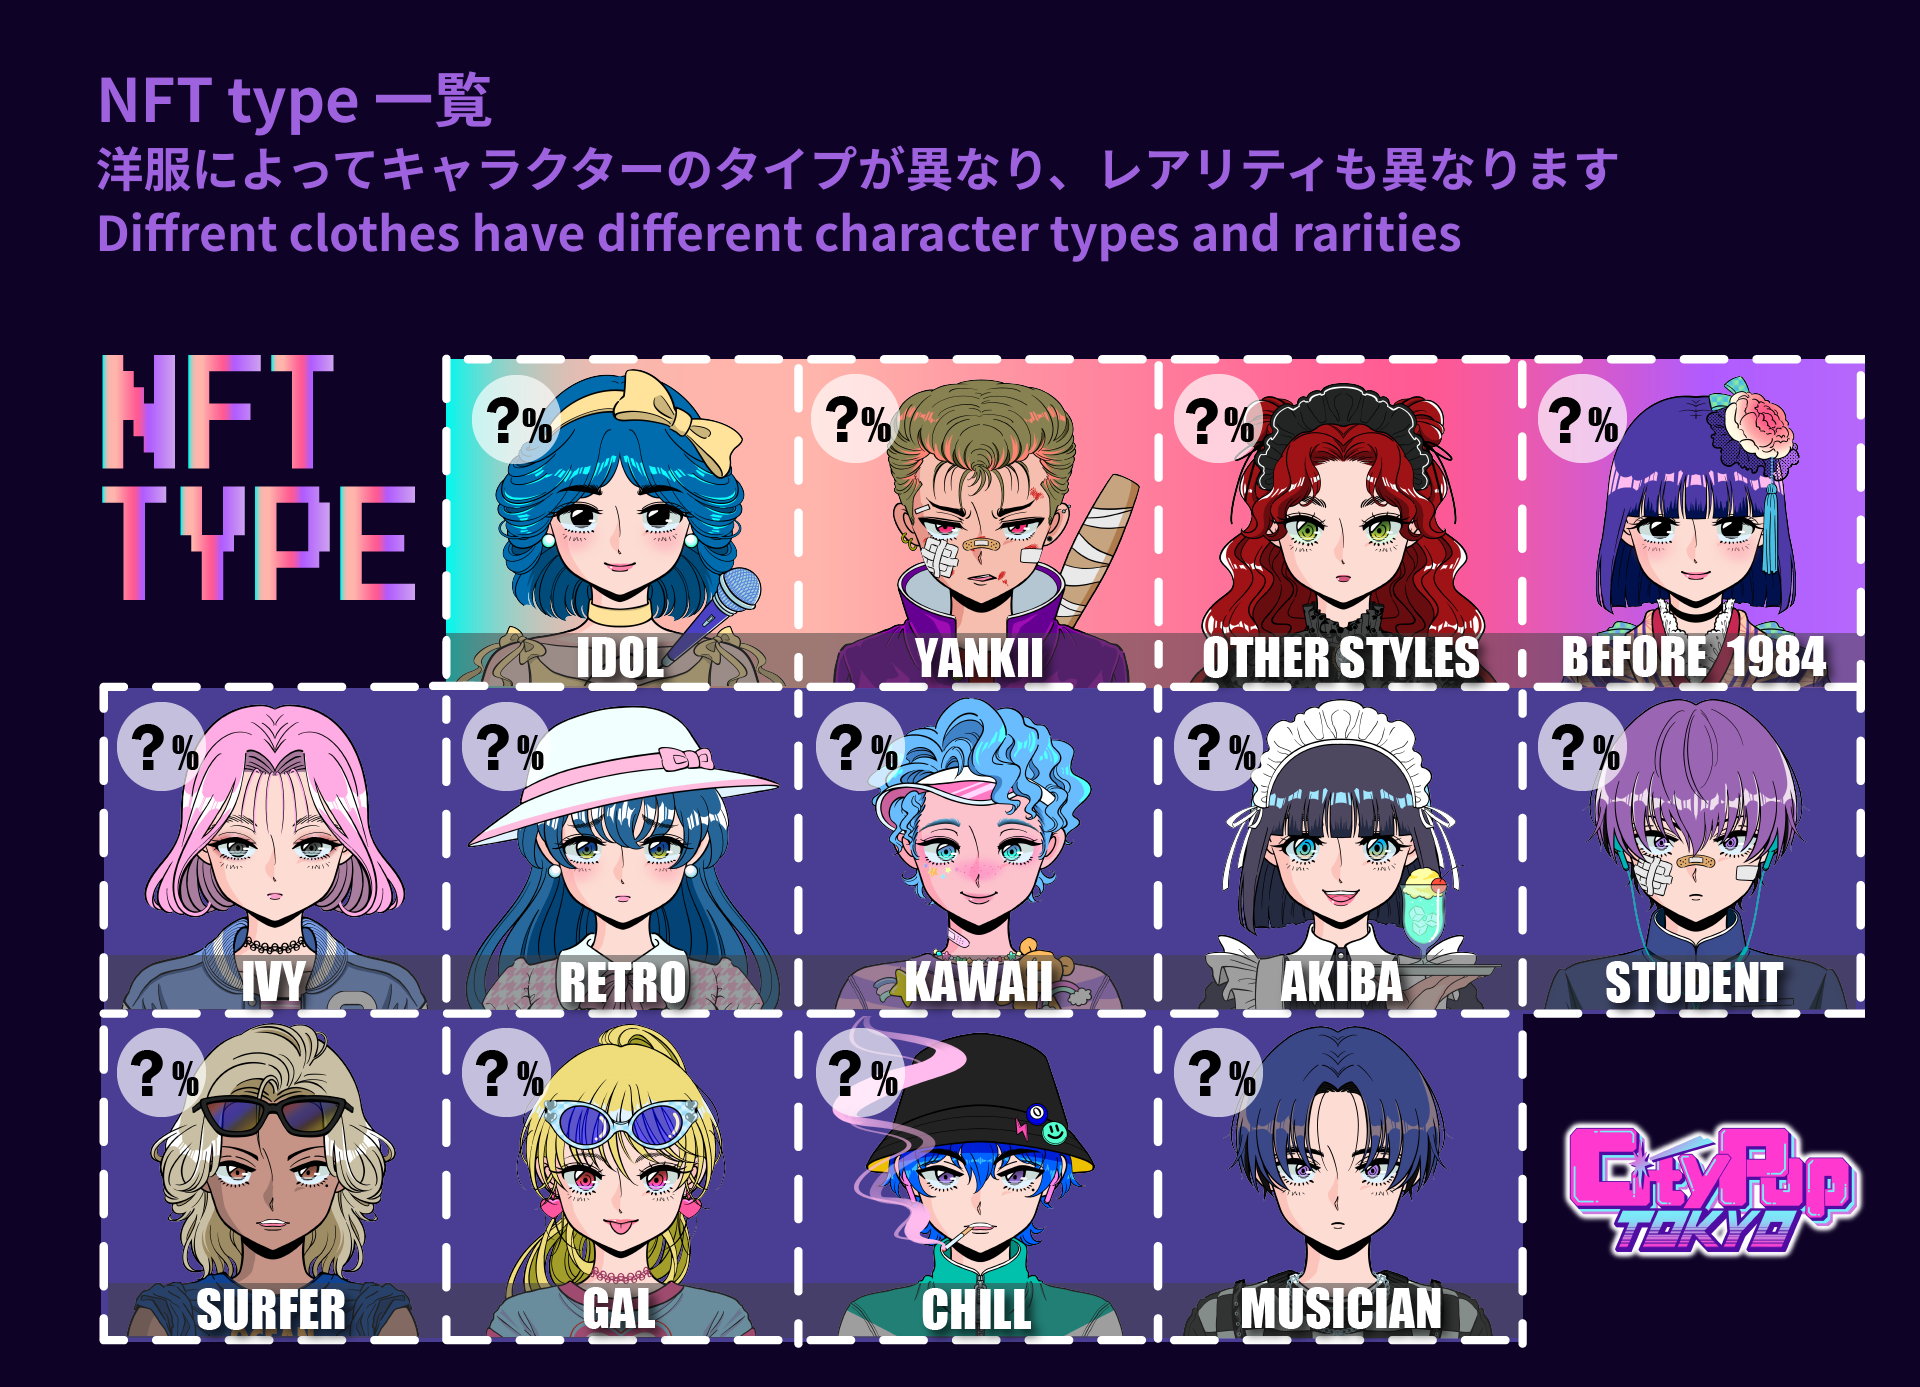 NFT type 一覧
洋服によってキャラクターのタイプが異なり、レアリティも異なります
Diffrent clothes have different character types and rarities
NFT
TYPE
?%
?%
?%
?%
IDOL
YANKII
OTHER STYLES
BEFORE 1984
?%
?%
?%
?%
?%
IVY
RETRO
KAWAII
AKIBA
STUDENT
?%
?%
?%
?%
SURFER
GAL
CHILL
MUSICIAN
CityPop
TOKYO